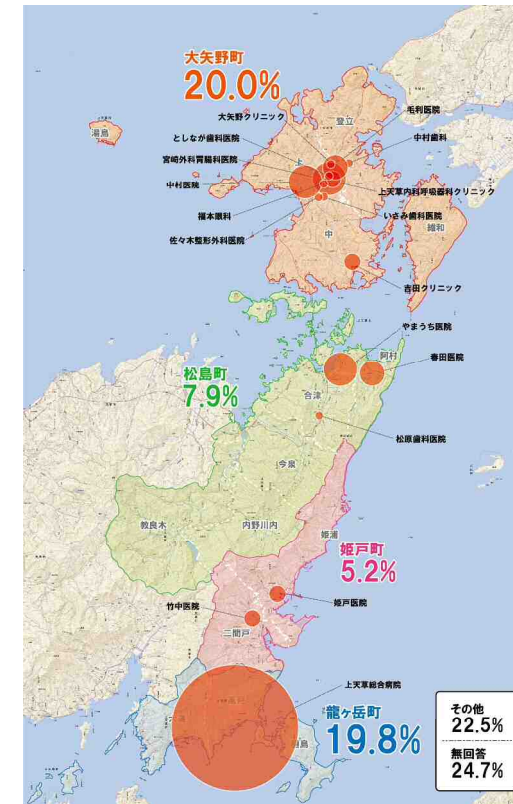 大矢野町
20.0%
大矢野クリニック
毛利医院
登立
湯島
としなが歯科医院
中村歯科
宮崎外科胃腸科医院
上
中村医院
上天草内科呼吸器科クリニック
福本眼科
いさみ歯科医院
維和
佐々木整形外科医院
中
吉田クリニック
やまうち医院
阿村
春田医院
松島町
7.9%
合津
松原歯科医院
今泉
教良木
内野川内
姫浦
姫戸町
5.2%
竹中医院
姫戸医院
二間戸
上天草総合病院
龍ヶ岳町
19.8%
その他
22.5%
無回答
24.7%